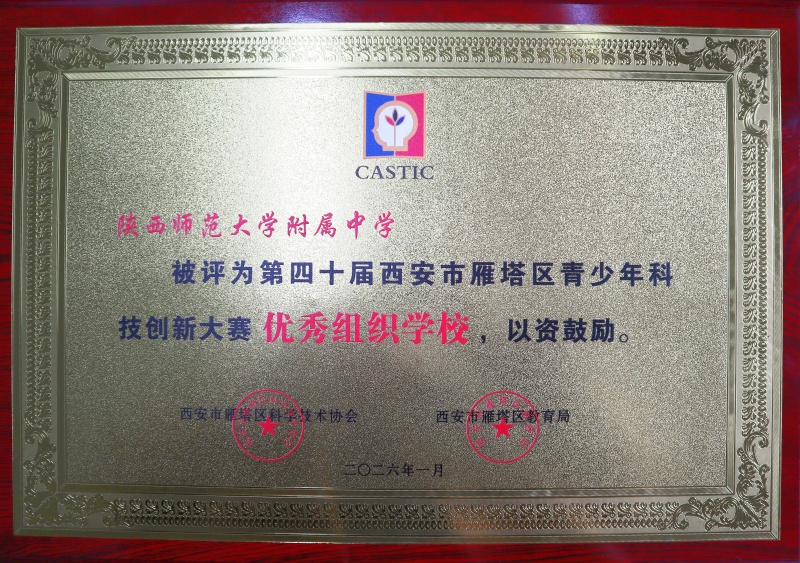 CASTIC
陕西师范大学附属中学
被评为第四十届西安市雁塔区青少年科
技创新大赛 优秀组织学校，以资鼓励。
西安市雁塔区科学技术协会 西安市雁塔区教育局
二〇二六年一月